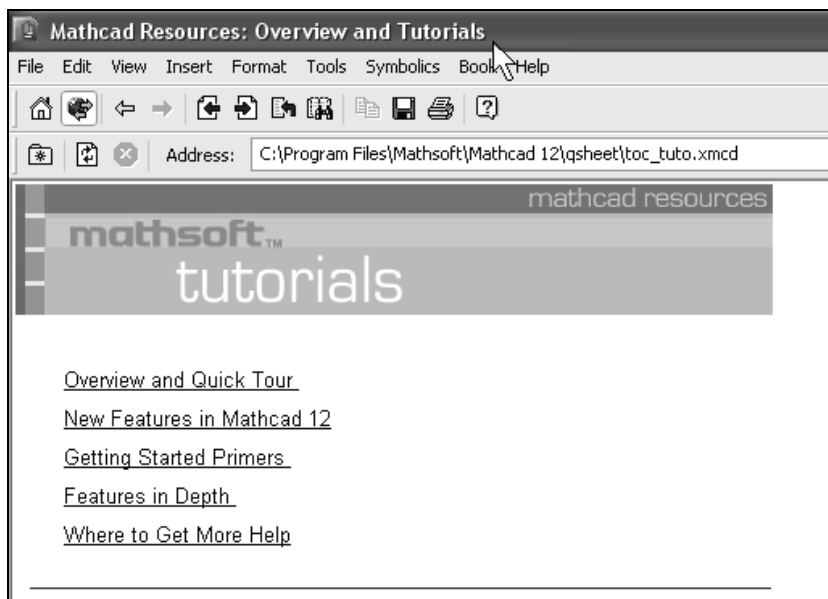 Mathcad Resources: Overview and Tutorials
File Edit View Insert Format Tools Symbolics Book Help
Address: C:\Program Files\Mathsoft\Mathcad 12\qsheet\toc_tuto.xmcd
mathcad resources
mathsoft™
tutorials
Overview and Quick Tour
New Features in Mathcad 12
Getting Started Primers
Features in Depth
Where to Get More Help